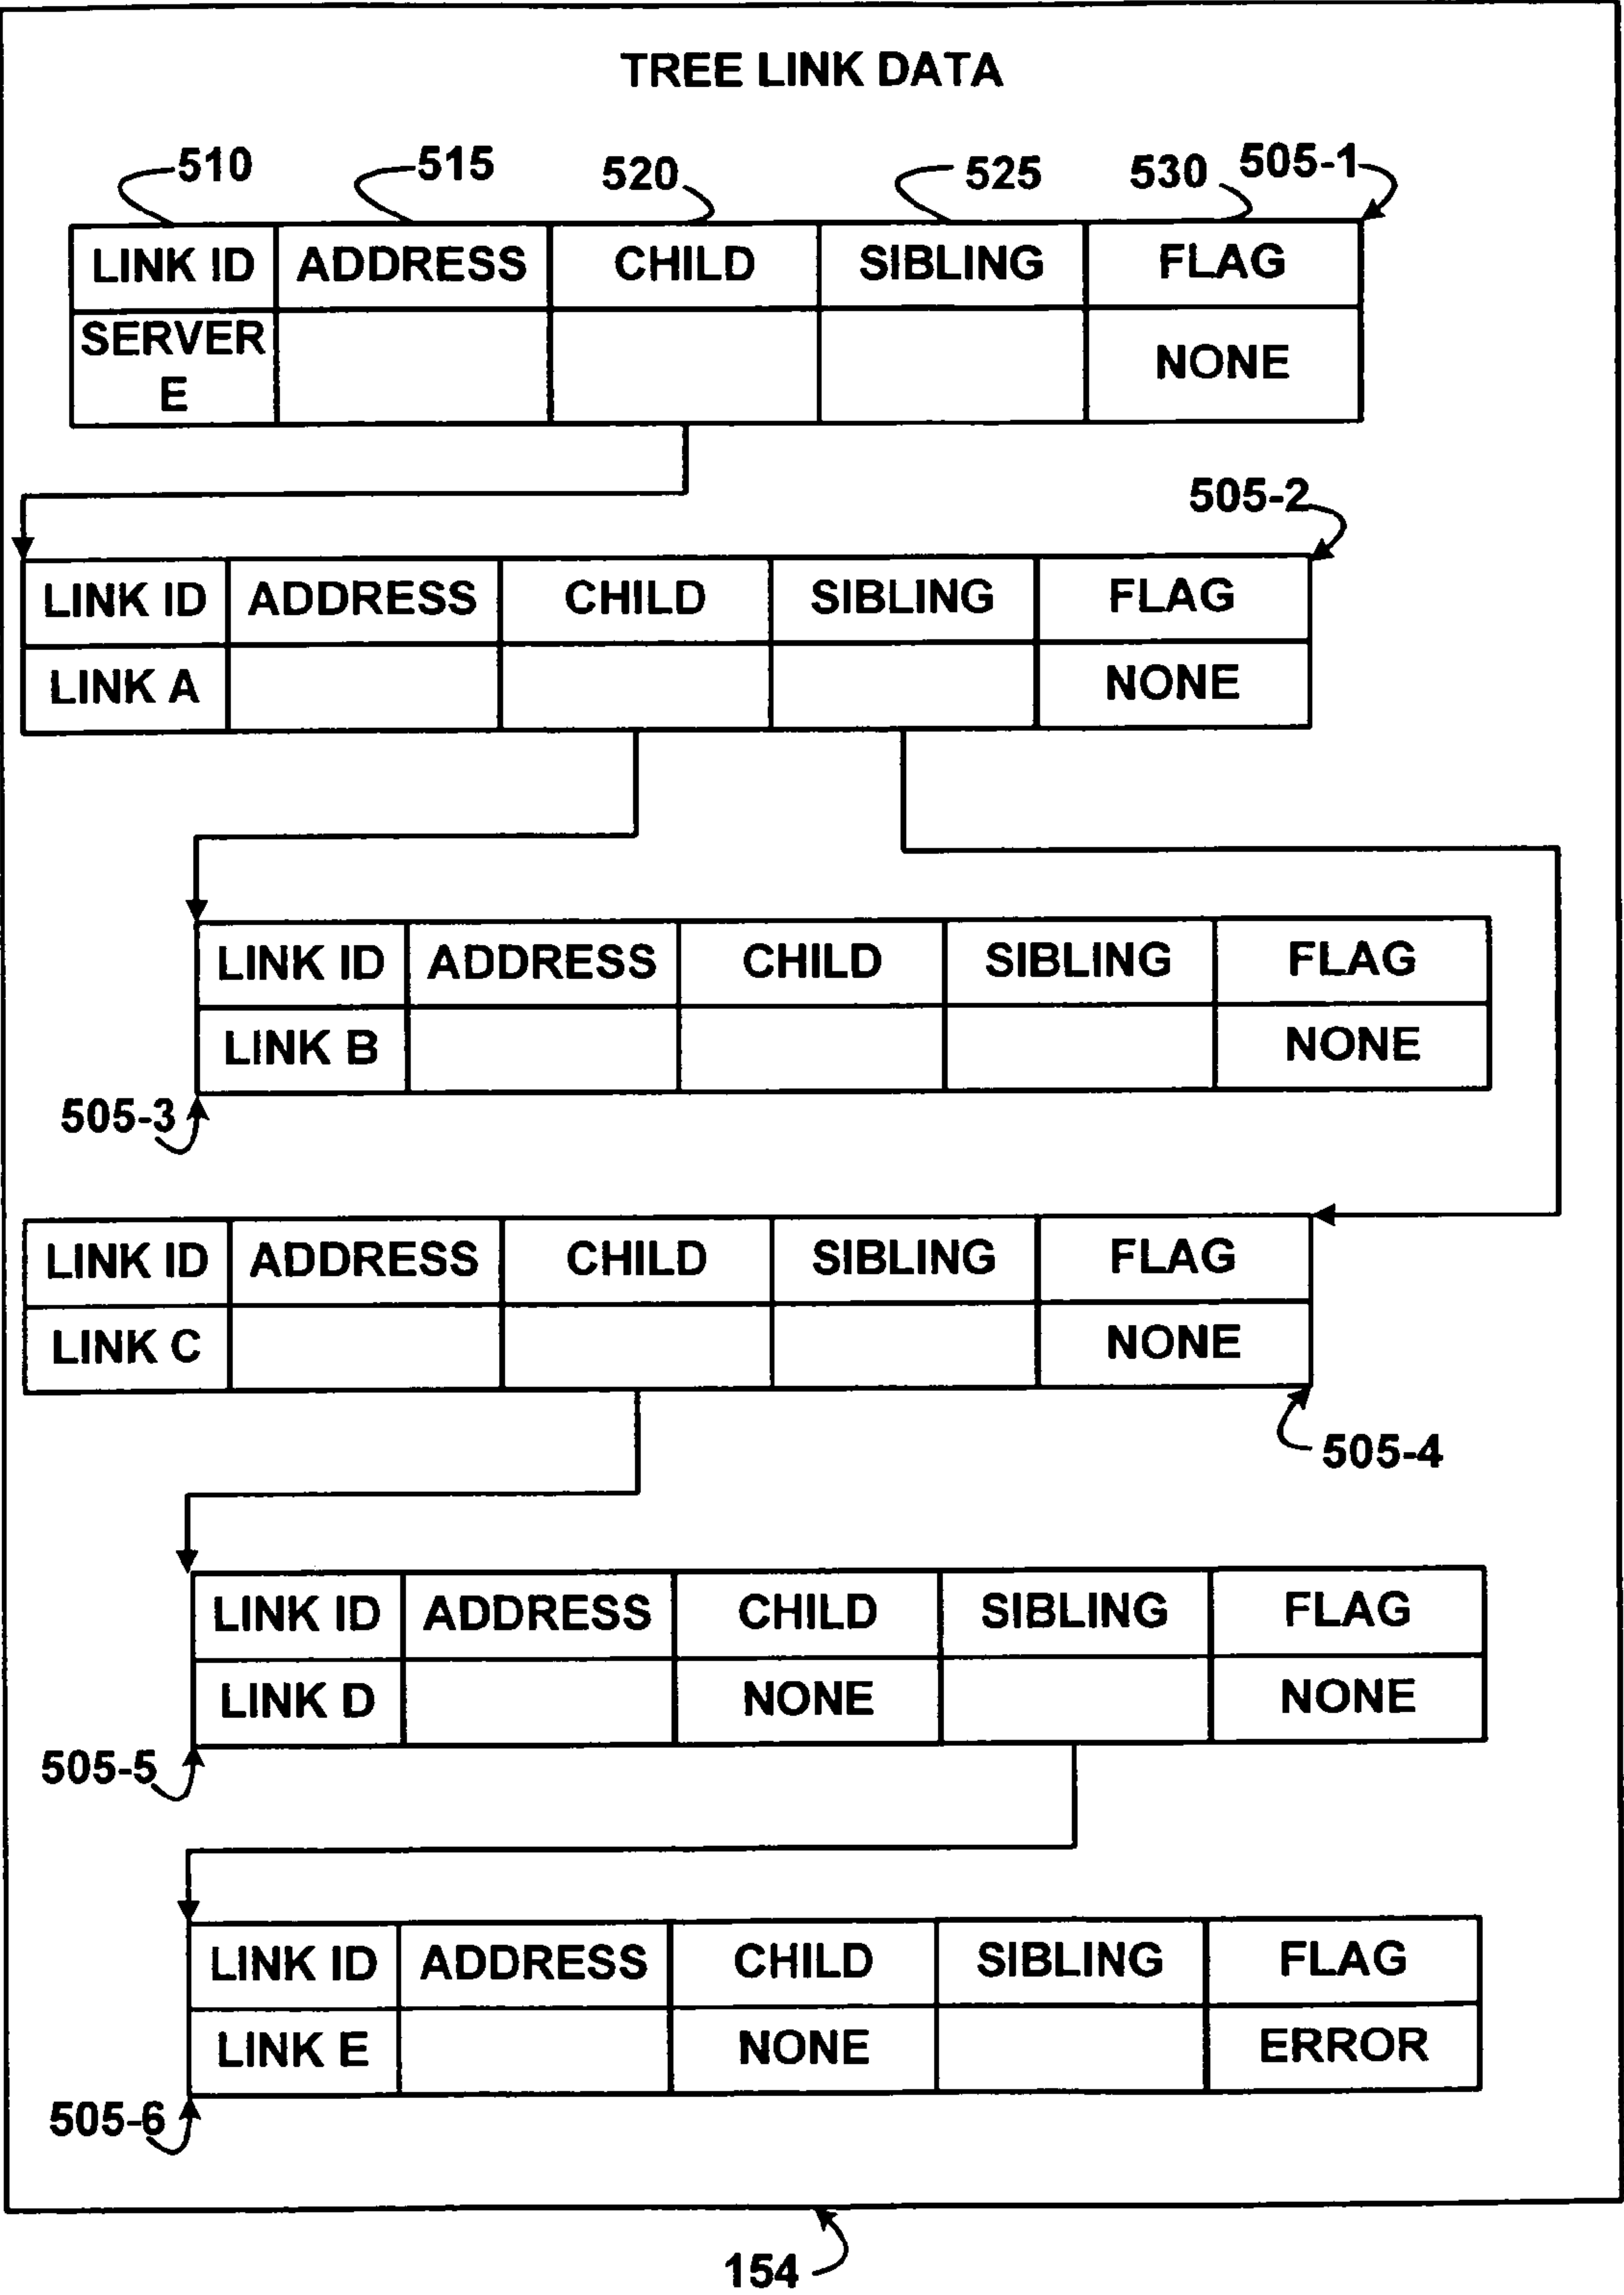 TREE LINK DATA
510 515 520 525 530 505-1
LINK ID ADDRESS CHILD SIBLING FLAG
SERVER E NONE
505-2
LINK ID ADDRESS CHILD SIBLING FLAG
LINK A NONE
LINK ID ADDRESS CHILD SIBLING FLAG
LINK B NONE
505-3
LINK ID ADDRESS CHILD SIBLING FLAG
LINK C NONE
505-4
LINK ID ADDRESS CHILD SIBLING FLAG
LINK D NONE NONE
505-5
LINK ID ADDRESS CHILD SIBLING FLAG
LINK E NONE ERROR
505-6
154